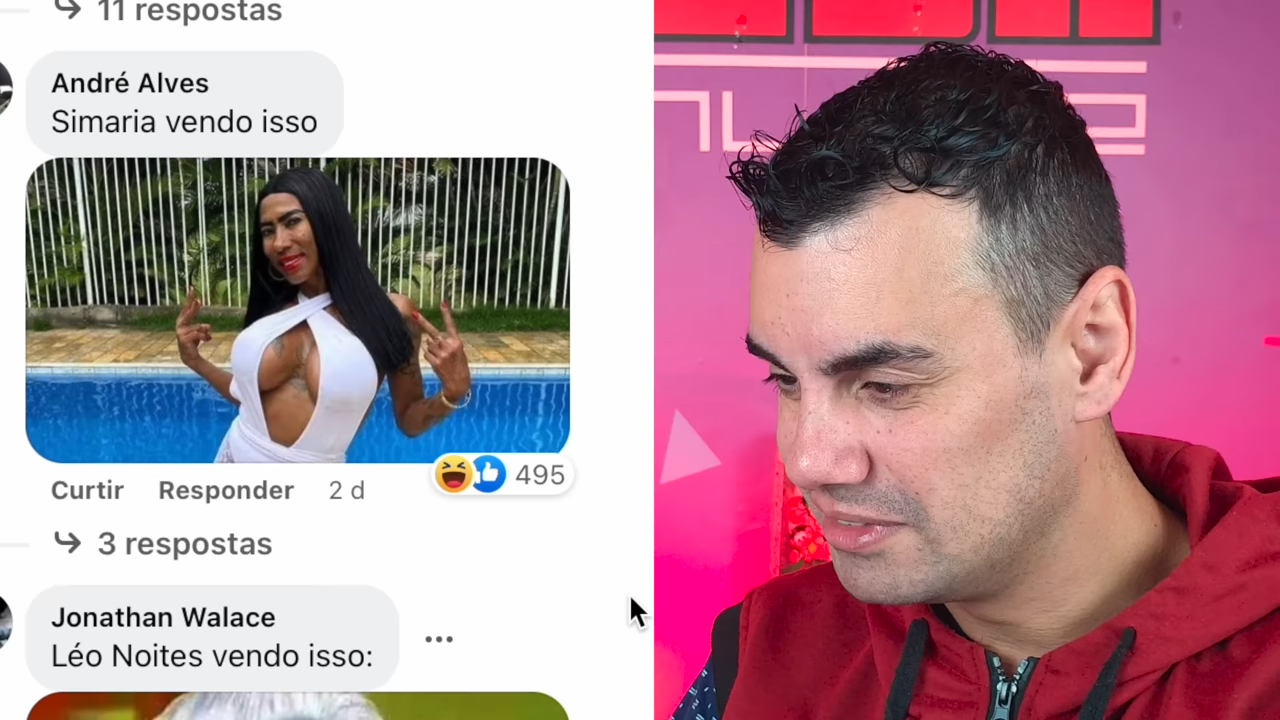 11 respostas
André Alves
Simaria vendo isso
Curtir Responder 2 d
495
3 respostas
Jonathan Walace
Léo Noites vendo isso: